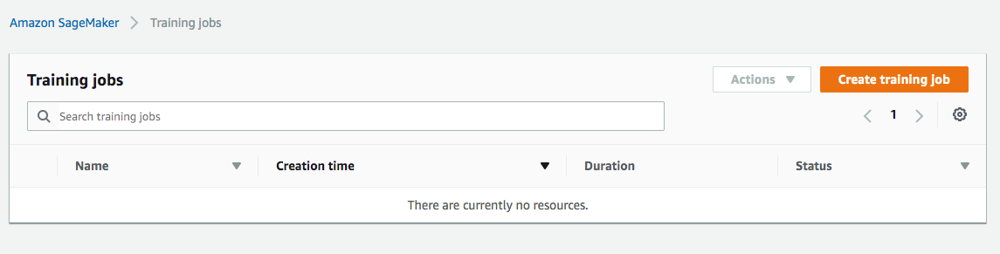 Amazon SageMaker > Training jobs
Training jobs
Actions Create training job
Search training jobs
1
Name Creation time Duration Status
There are currently no resources.